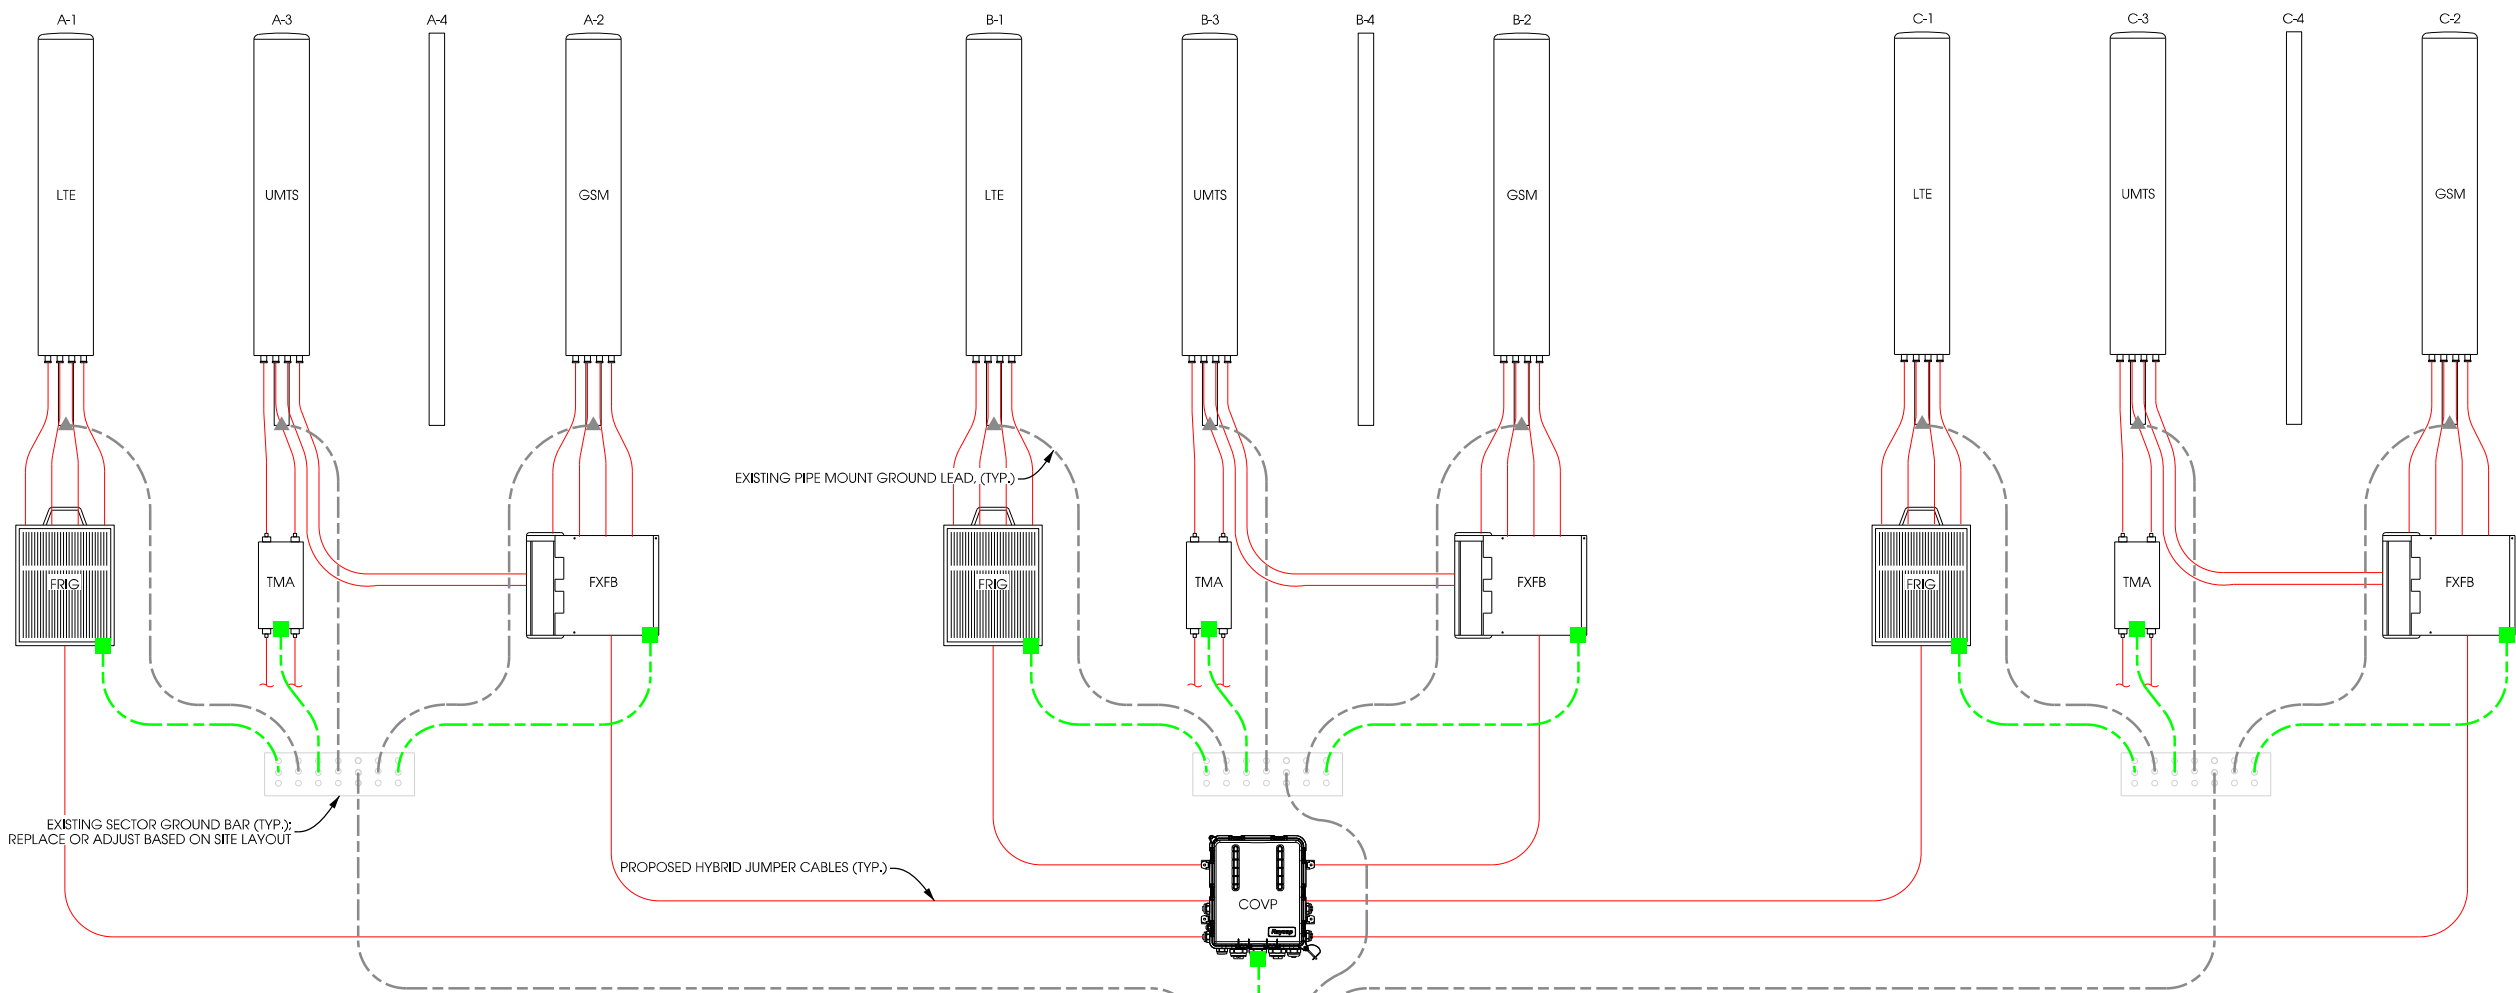 A-1
A-3
A-4
A-2
B-1
B-3
B-4
B-2
C-1
C-3
C-4
C-2
LTE
UMTS
GSM
LTE
UMTS
GSM
LTE
UMTS
GSM
EXISTING PIPE MOUNT GROUND LEAD, (TYP.)
FRIG
TMA
FXFB
FRIG
TMA
FXFB
FRIG
TMA
FXFB
EXISTING SECTOR GROUND BAR (TYP.);
REPLACE OR ADJUST BASED ON SITE LAYOUT
PROPOSED HYBRID JUMPER CABLES (TYP.)
COVP
Raycap